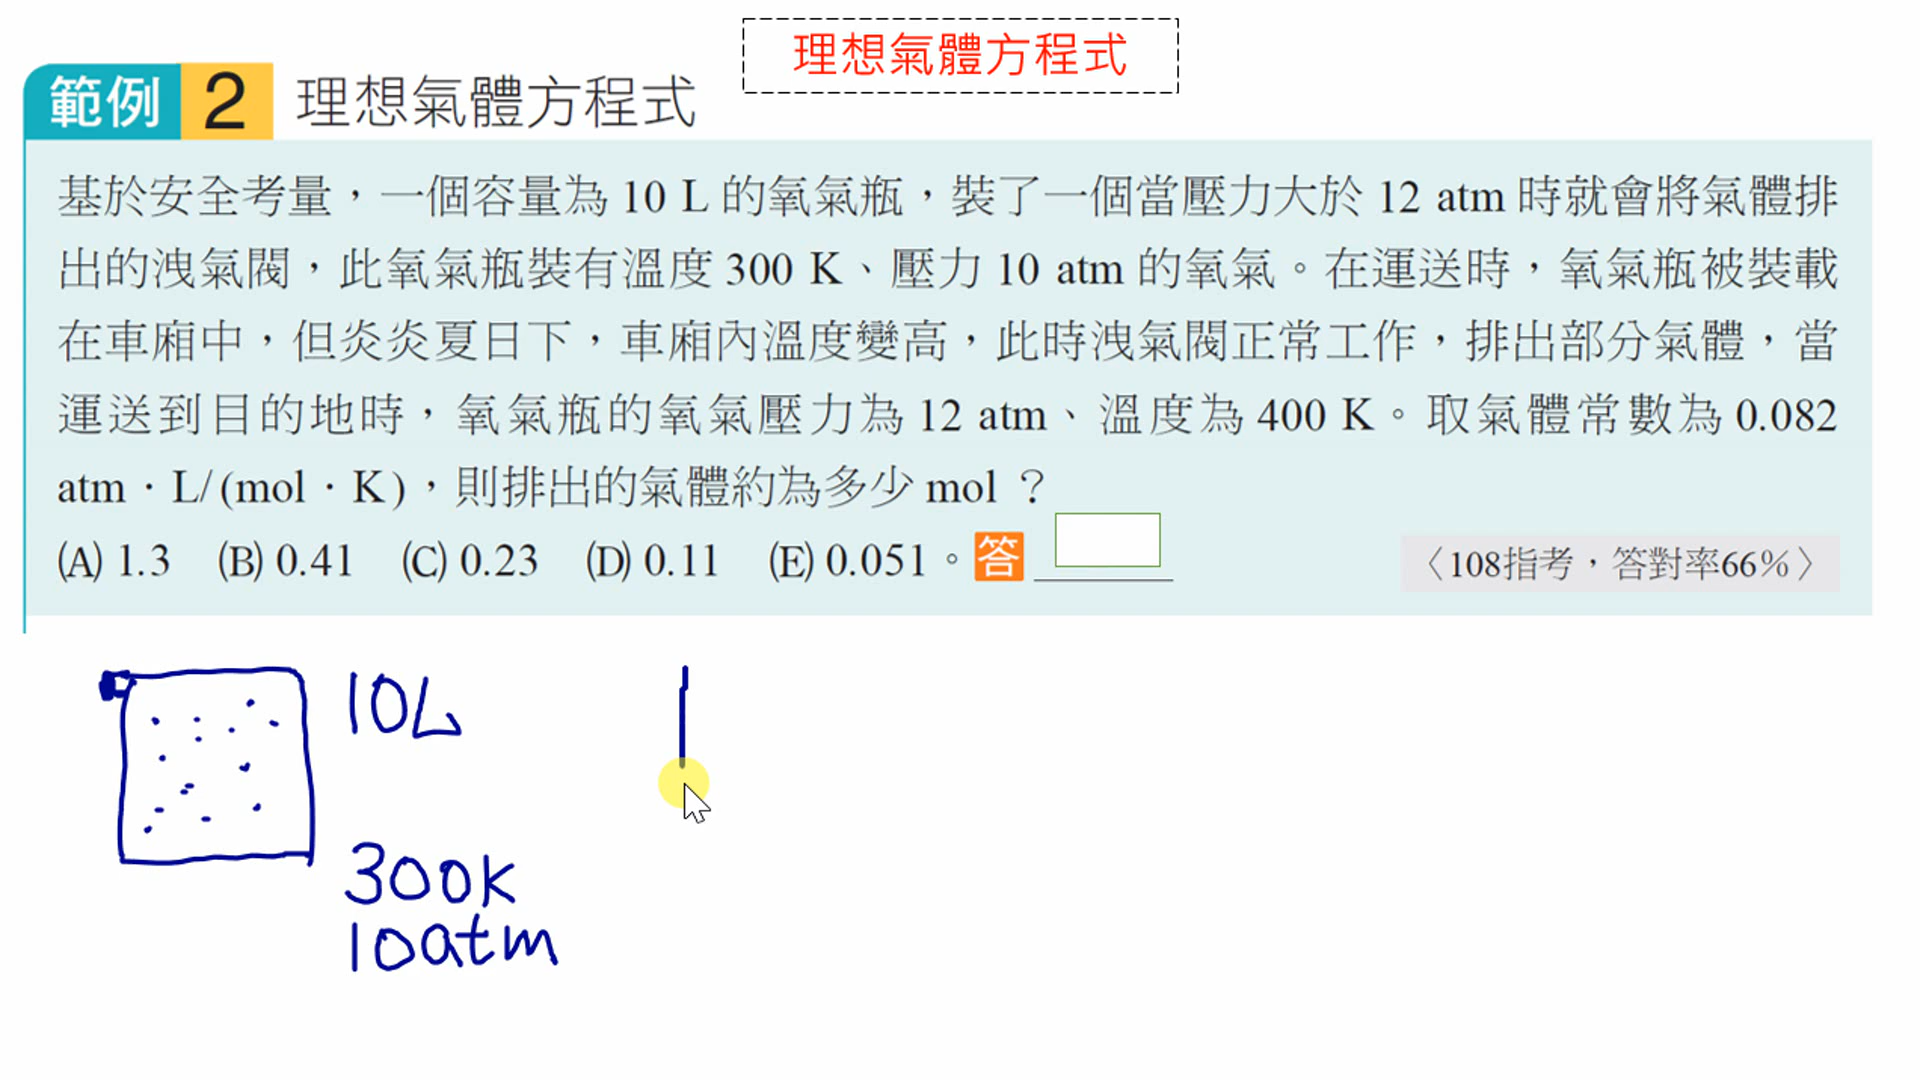 理想氣體方程式
範例 2 理想氣體方程式
基於安全考量，一個容量為 10 L 的氧氣瓶，裝了一個當壓力大於 12 atm 時就會將氣體排
出的洩氣閥，此氧氣瓶裝有溫度 300 K、壓力 10 atm 的氧氣。在運送時，氧氣瓶被裝載
在車廂中，但炎炎夏日下，車廂內溫度變高，此時洩氣閥正常工作，排出部分氣體，當
運送到目的地時，氧氣瓶的氧氣壓力為 12 atm、溫度為 400 K。取氣體常數為 0.082
atm．L/(mol．K)，則排出的氣體約為多少 mol？
(A) 1.3 (B) 0.41 (C) 0.23 (D) 0.11 (E) 0.051。答
〈108指考，答對率66%〉
10L
300K
10atm